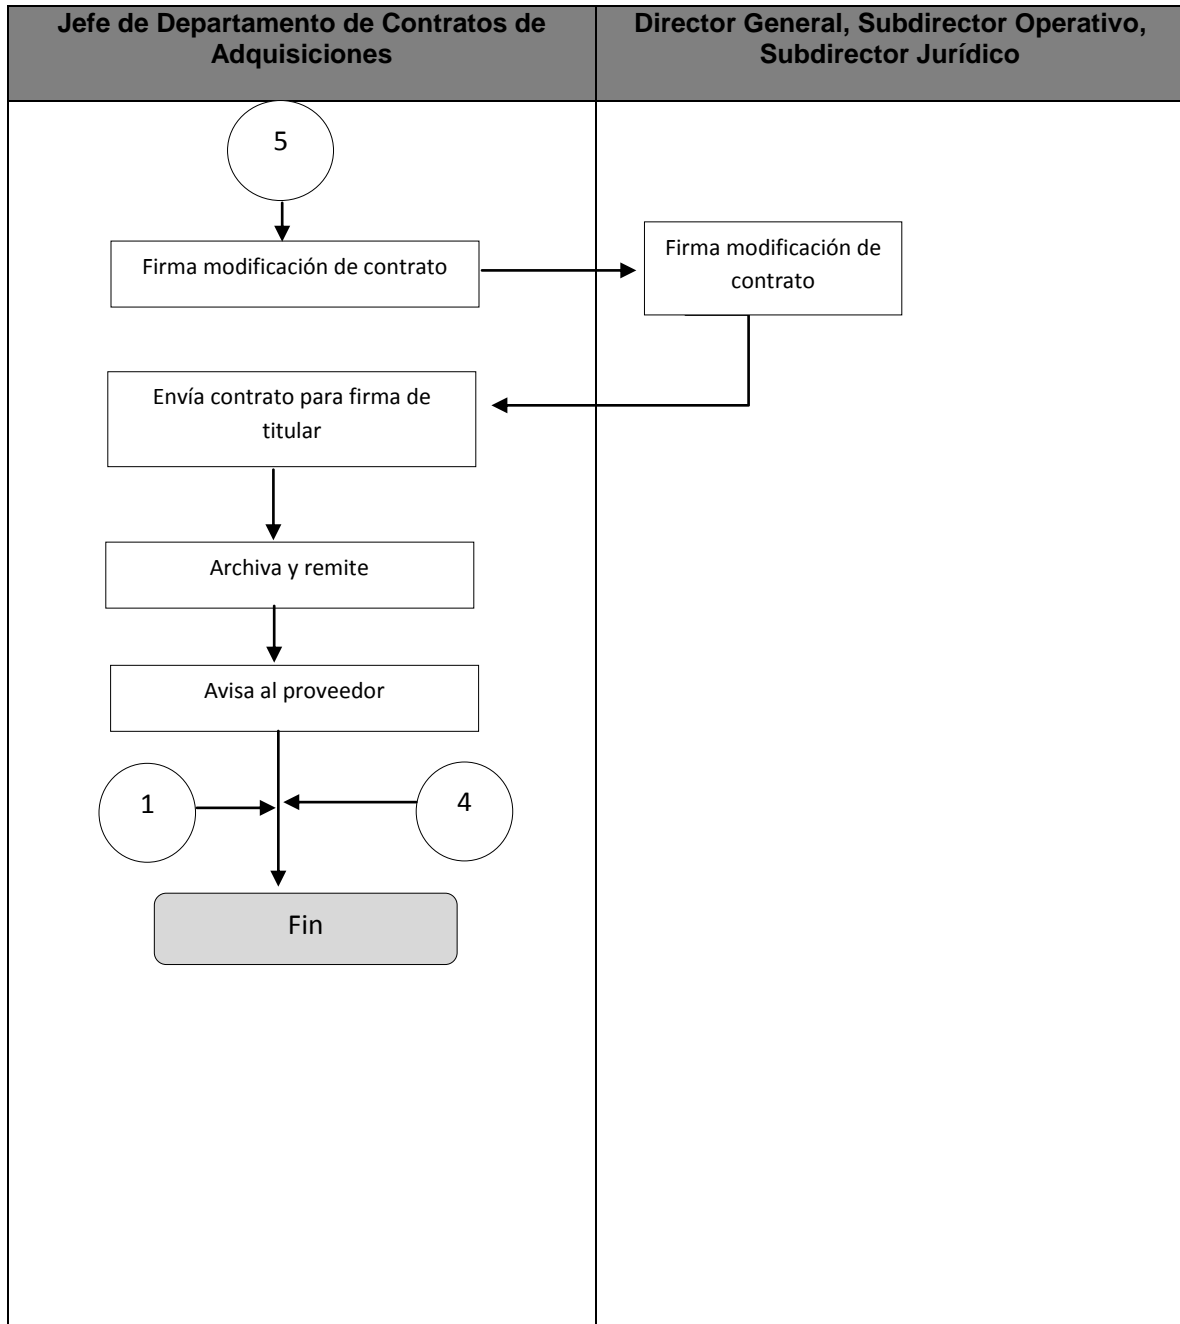 Jefe de Departamento de Contratos de
Adquisiciones
Director General, Subdirector Operativo,
Subdirector Jurídico
5
Firma modificación de contrato
Firma modificación de
contrato
Envía contrato para firma de
titular
Archiva y remite
Avisa al proveedor
1
4
Fin